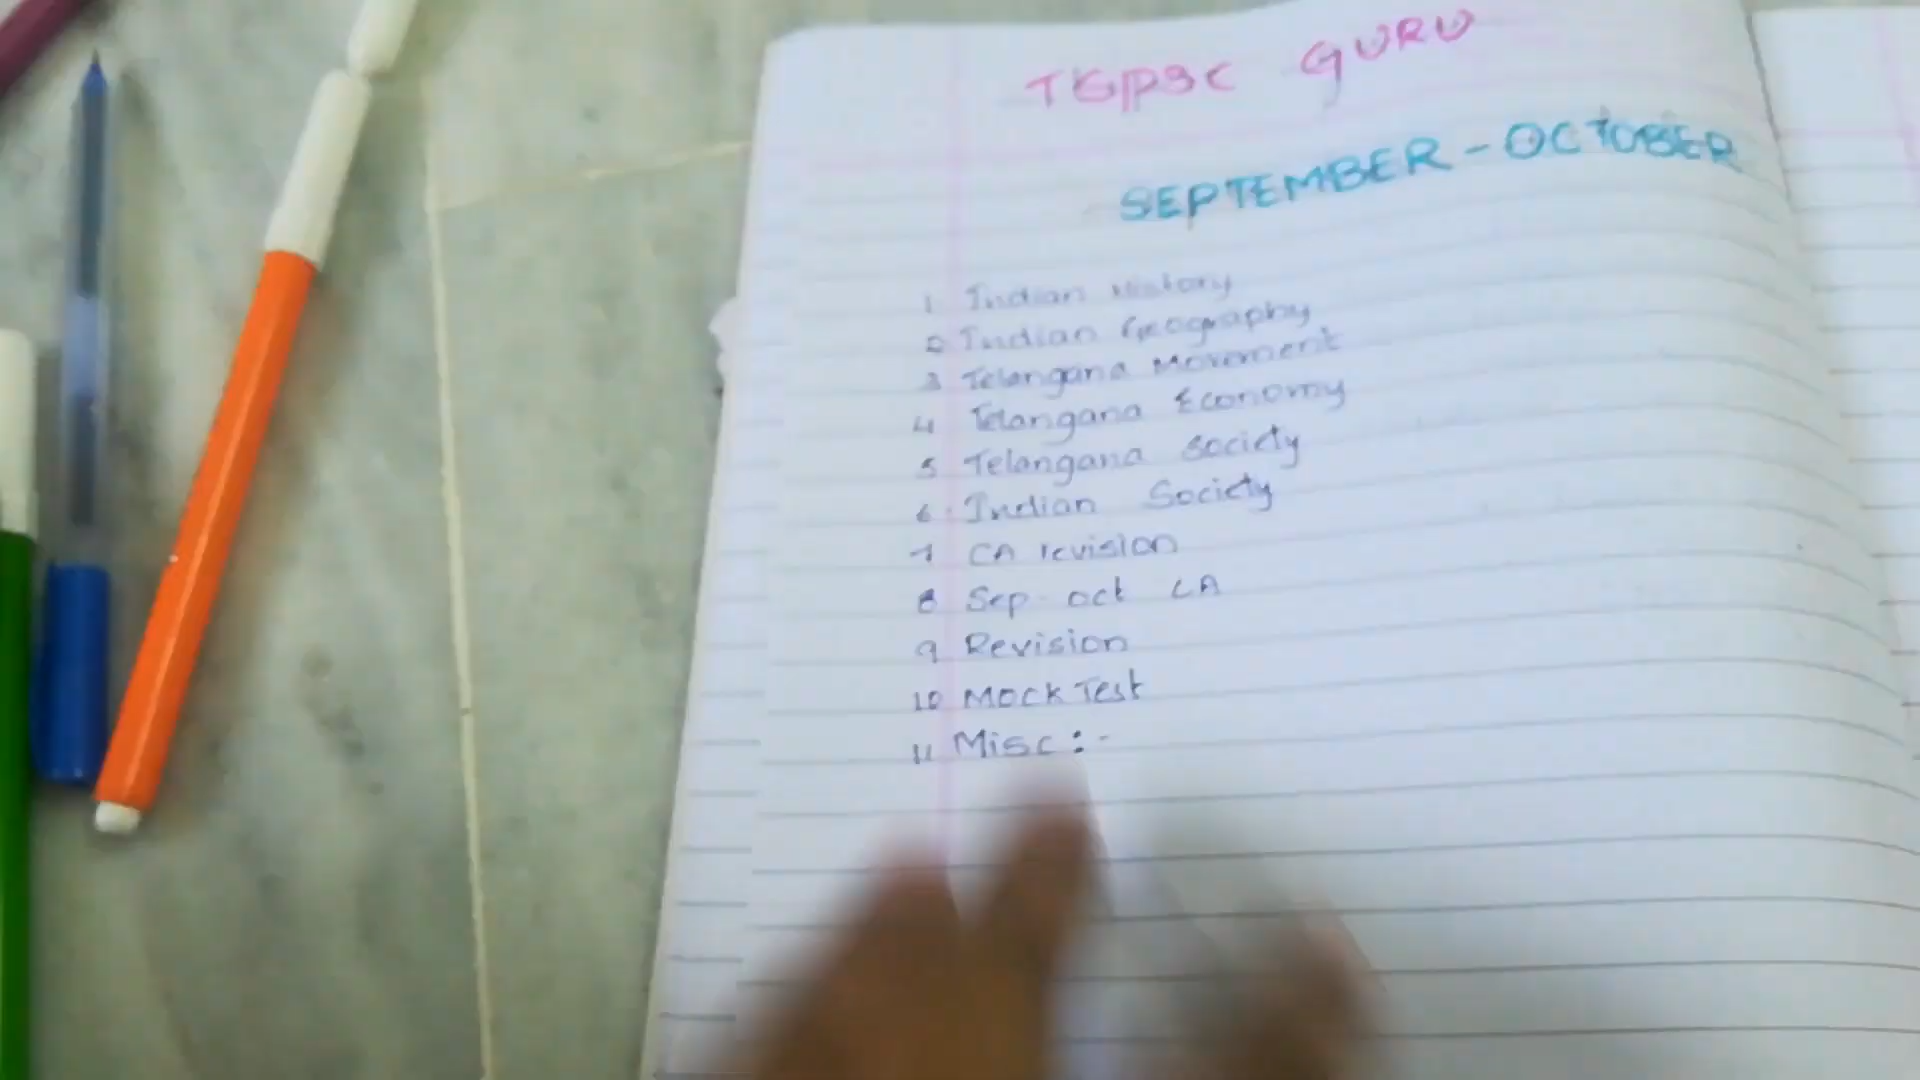 TGPSC GURU
SEPTEMBER - OCTOBER
1 Indian History
2 Indian Geography
3 Telangana Movement
4 Telangana Economy
5 Telangana Society
6. Indian Society
7 CA revision
8 Sep oct CA
9 Revision
10 Mock Test
11 Misc :-